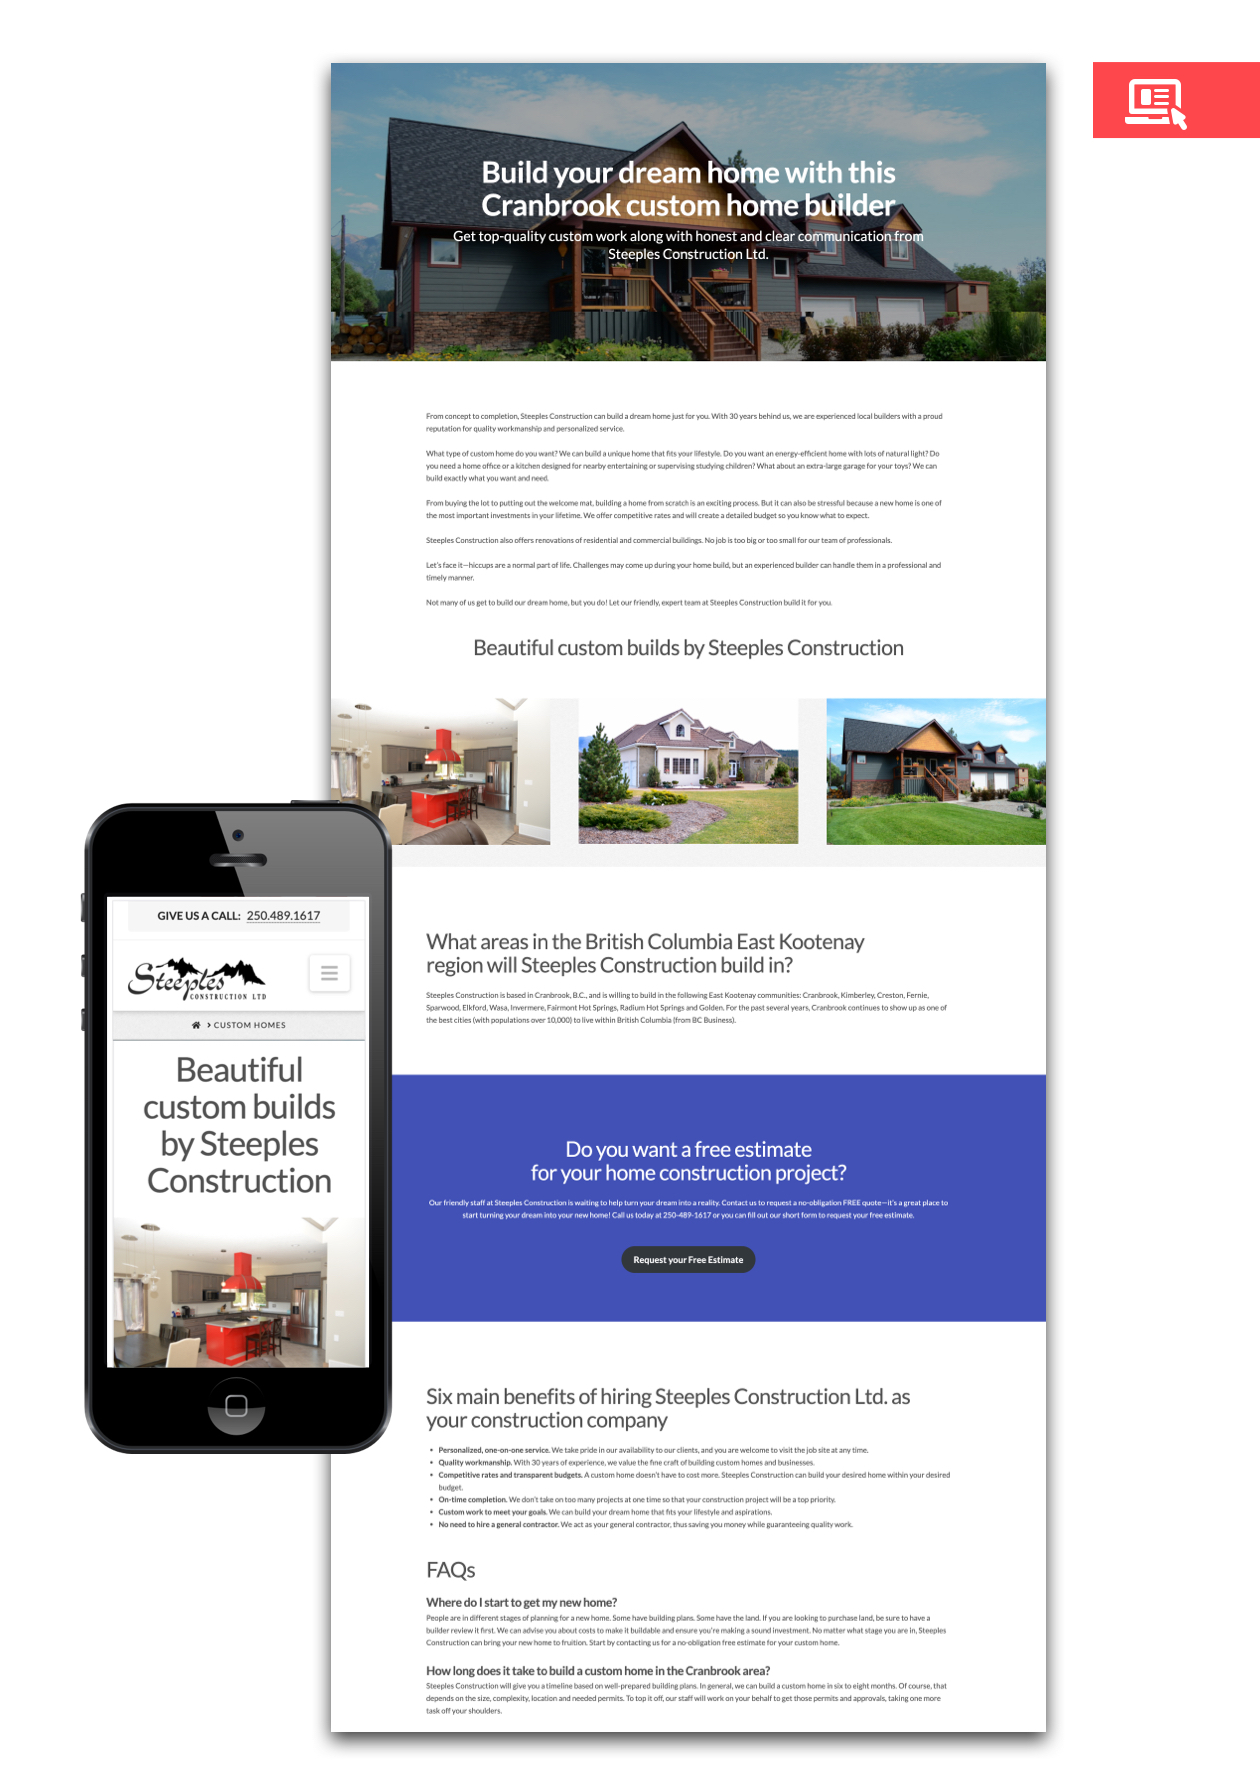 Build your dream home with this
Cranbrook custom home builder
Get top-quality custom work along with honest and clear communication from
Steeples Construction Ltd.
From concept to completion, Steeples Construction can build a dream home just for you. With 30 years behind us, we are experienced local builders with a proud
reputation for quality workmanship and personalized service.
What type of custom home do you want? We can build a unique home that fits your lifestyle. Do you want an energy-efficient home with lots of natural light? Do
you need a home office or a kitchen designed for nearby entertaining or supervising studying children? What about an extra-large garage for your toys? We can
build exactly what you want and need.
From buying the lot to putting out the welcome mat, building a home from scratch is an exciting process. But it can also be stressful because a new home is one of
the most important investments in your lifetime. We offer competitive rates and will create a detailed budget so you know what to expect.
Steeples Construction also offers renovations of residential and commercial buildings. No job is too big or too small for our team of professionals.
Let's face it—hiccups are a normal part of life. Challenges may come up during your home build, but an experienced builder can handle them in a professional and
timely manner.
Not many of us get to build our dream home, but you do! Let our friendly, expert team at Steeples Construction build it for you.
Beautiful custom builds by Steeples Construction
What areas in the British Columbia East Kootenay
region will Steeples Construction build in?
Steeples Construction is based in Cranbrook, B.C., and is willing to build in the following East Kootenay communities: Cranbrook, Kimberley, Creston, Fernie,
Sparwood, Elkford, Wasa, Invermere, Fairmont Hot Springs, Radium Hot Springs and Golden. For the past several years, Cranbrook continues to show up as one of
the best cities (with populations over 10,000) to live within British Columbia (from BC Business).
Do you want a free estimate
for your home construction project?
Our friendly staff at Steeples Construction is waiting to help turn your dream into a reality. Contact us to request a no-obligation FREE quote—it's a great place to
start turning your dream into your new home! Call us today at 250-489-1617 or you can fill out our short form to request your free estimate.
Request your Free Estimate
Six main benefits of hiring Steeples Construction Ltd. as
your construction company
• Personalized, one-on-one service. We take pride in our availability to our clients, and you are welcome to visit the job site at any time.
• Quality workmanship. With 30 years of experience, we value the fine craft of building custom homes and businesses.
• Competitive rates and transparent budgets. A custom home doesn't have to cost more. Steeples Construction can build your desired home within your desired
budget.
• On-time completion. We don't take on too many projects at one time so that your construction project will be a top priority.
• Custom work to meet your goals. We can build your dream home that fits your lifestyle and aspirations.
• No need to hire a general contractor. We act as your general contractor, thus saving you money while guaranteeing quality work.
FAQs
Where do I start to get my new home?
People are in different stages of planning for a new home. Some have building plans. Some have the land. If you are looking to purchase land, be sure to have a
builder review it first. We can advise you about costs to make it buildable and ensure you're making a sound investment. No matter what stage you are in, Steeples
Construction can bring your new home to fruition. Start by contacting us for a no-obligation free estimate for your custom home.
How long does it take to build a custom home in the Cranbrook area?
Steeples Construction will give you a timeline based on well-prepared building plans. In general, we can build a custom home in six to eight months. Of course, that
depends on the size, complexity, location and needed permits. To top it off, our staff will work on your behalf to get those permits and approvals, taking one more
task off your shoulders.
GIVE US A CALL: 250.489.1617
Steeples
CONSTRUCTION LTD
CUSTOM HOMES
Beautiful
custom builds
by Steeples
Construction